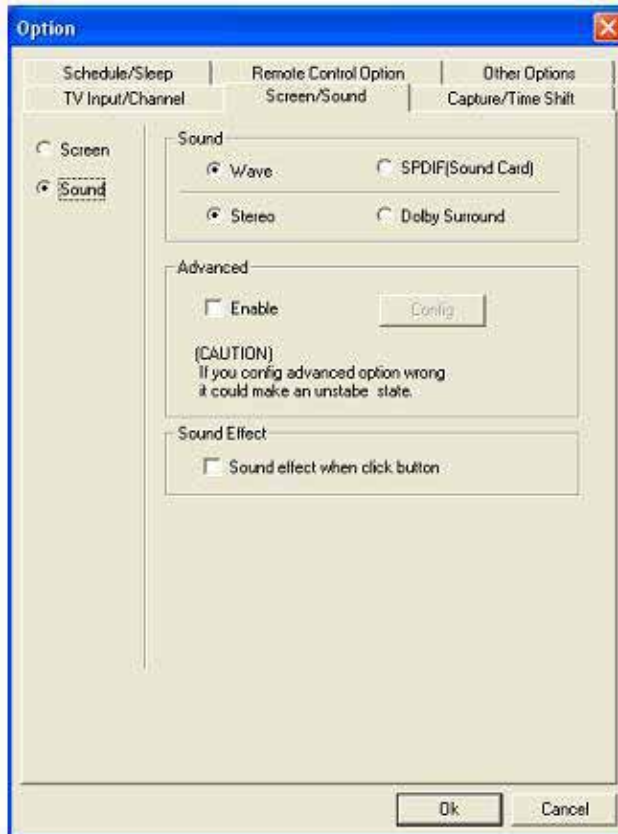 Option
Schedule/Sleep Remote Control Option Other Options
TV Input/Channel Screen/Sound Capture/Time Shift
Screen
Sound
Sound
Wave SPDIF(Sound Card)
Stereo Dolby Surround
Advanced
Enable Config
(CAUTION)
If you config advanced option wrong
it could make an unstabe state.
Sound Effect
Sound effect when click button
Ok Cancel